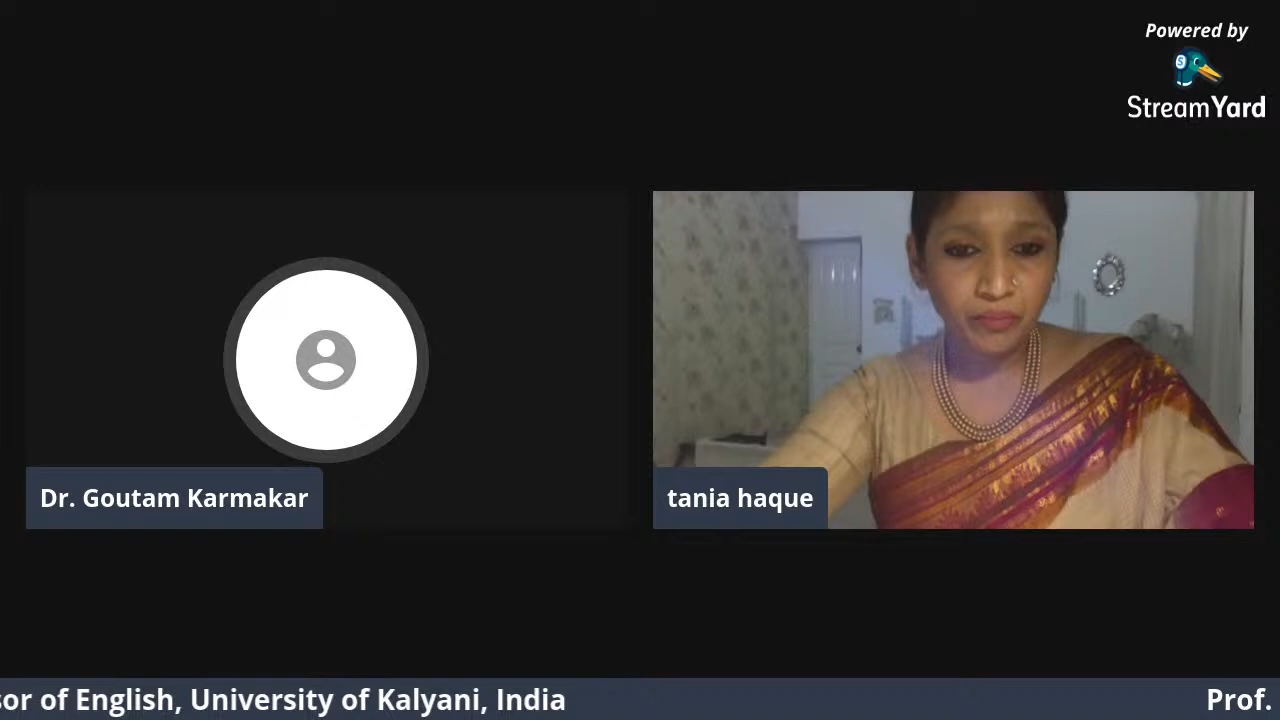 Powered by
StreamYard
Dr. Goutam Karmakar
tania haque
sor of English, University of Kalyani, India
Prof.